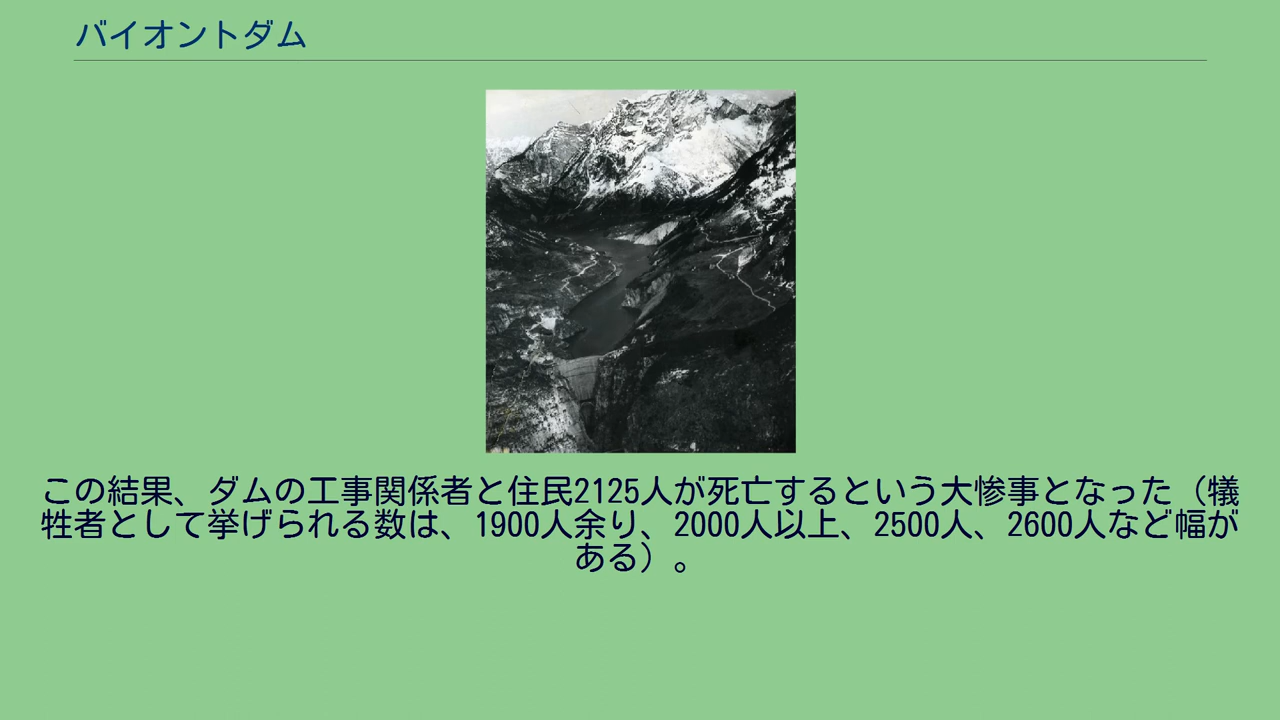 バイオントダム
この結果、ダムの工事関係者と住民2125人が死亡するという大惨事となった（犠
牲者として挙げられる数は、1900人余り、2000人以上、2500人、2600人など幅が
ある）。